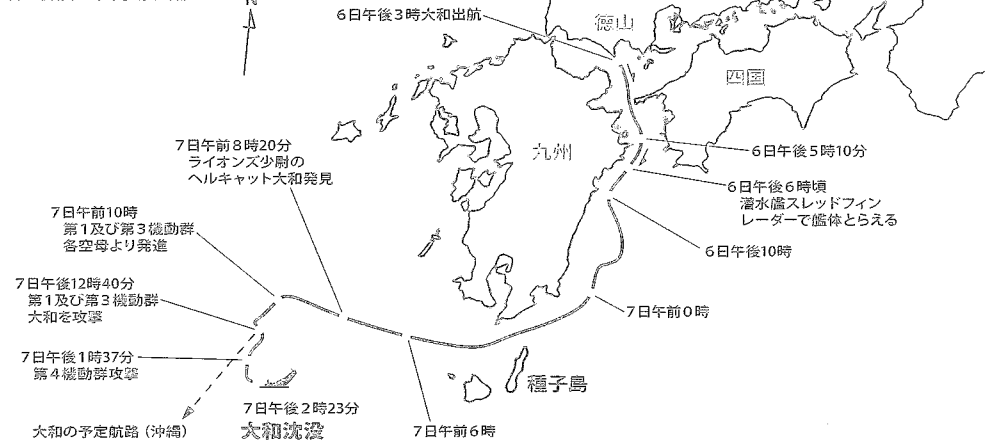 N
6日午後3時大和出航
徳山
四国
九州
7日午前8時20分
ライオンズ少尉の
ヘルキャット大和発見
6日午後5時10分
6日午後6時頃
潜水艦スレッドフィン
レーダーで艦体とらえる
7日午前10時
第1及び第3機動群
各空母より発進
6日午後10時
7日午後12時40分
第1及び第3機動群
大和を攻撃
7日午前0時
7日午後1時37分
第4機動群攻撃
種子島
7日午後2時23分
大和沈没
大和の予定航路(沖縄)
7日午前6時